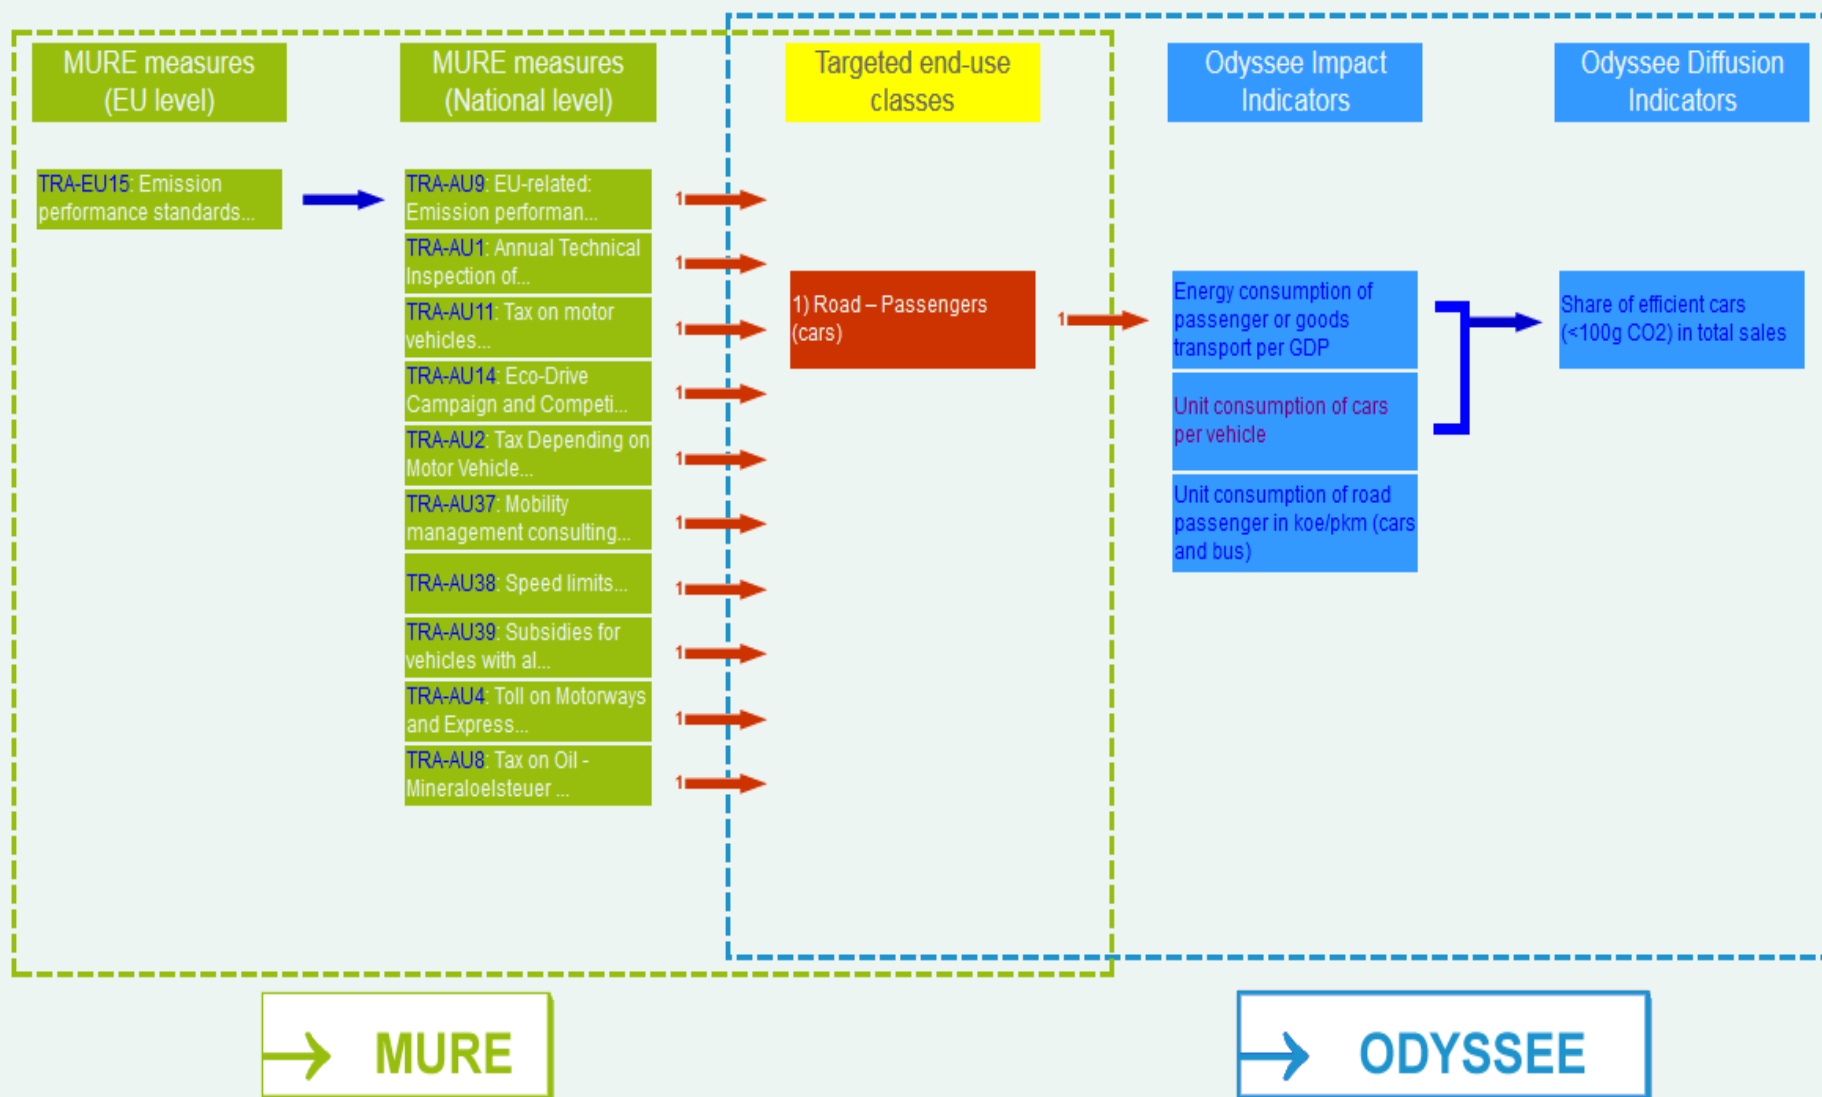 MURE measures
(EU level)
MURE measures
(National level)
Targeted end-use
classes
Odyssee Impact
Indicators
Odyssee Diffusion
Indicators
TRA-EU15: Emission
performance standards...
TRA-AU9: EU-related:
Emission performan...
1
TRA-AU1: Annual Technical
Inspection of...
1
TRA-AU11: Tax on motor
vehicles...
1
TRA-AU14: Eco-Drive
Campaign and Competi...
1
TRA-AU2: Tax Depending on
Motor Vehicle...
1
TRA-AU37: Mobility
management consulting...
1
TRA-AU38: Speed limits...
1
TRA-AU39: Subsidies for
vehicles with al...
1
TRA-AU4: Toll on Motorways
and Express...
1
TRA-AU8: Tax on Oil -
Mineraloelsteuer ...
1
1) Road – Passengers
(cars)
1
Energy consumption of
passenger or goods
transport per GDP
Unit consumption of cars
per vehicle
Unit consumption of road
passenger in koe/pkm (cars
and bus)
Share of efficient cars
(<100g CO2) in total sales
MURE
ODYSSEE